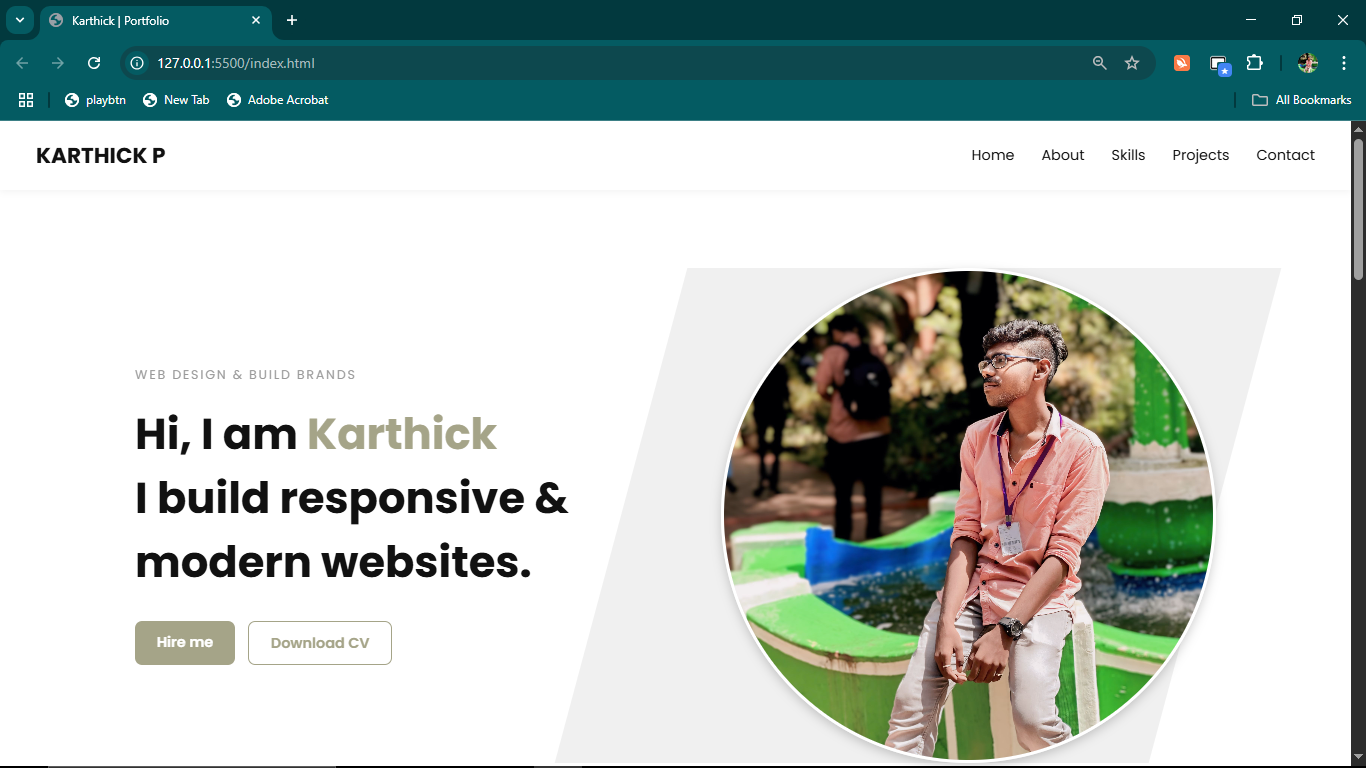 Karthick | Portfolio
127.0.0.1:5500/index.html
playbtn New Tab Adobe Acrobat All Bookmarks
KARTHICK P Home About Skills Projects Contact
WEB DESIGN & BUILD BRANDS
Hi, I am Karthick
I build responsive &
modern websites.
Hire me Download CV